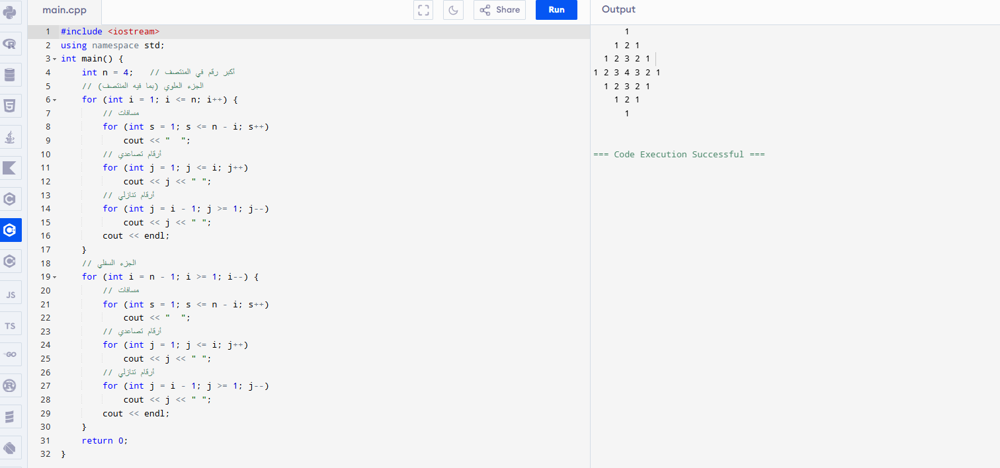 main.cpp
Share
Run
Output
1 #include <iostream>
2 using namespace std;
3 int main() {
4     int n = 4;   // أكبر رقم في المنتصف
5     // الجزء العلوي (بما فيه المنتصف)
6     for (int i = 1; i <= n; i++) {
7         // مسافات
8         for (int s = 1; s <= n - i; s++)
9             cout << "  ";
10         // أرقام تصاعدي
11         for (int j = 1; j <= i; j++)
12             cout << j << " ";
13         // أرقام تنازلي
14         for (int j = i - 1; j >= 1; j--)
15             cout << j << " ";
16         cout << endl;
17     }
18     // الجزء السفلي
19     for (int i = n - 1; i >= 1; i--) {
20         // مسافات
21         for (int s = 1; s <= n - i; s++)
22             cout << "  ";
23         // أرقام تصاعدي
24         for (int j = 1; j <= i; j++)
25             cout << j << " ";
26         // أرقام تنازلي
27         for (int j = i - 1; j >= 1; j--)
28             cout << j << " ";
29         cout << endl;
30     }
31     return 0;
32 }
      1
    1 2 1
  1 2 3 2 1
1 2 3 4 3 2 1
  1 2 3 2 1
    1 2 1
      1
=== Code Execution Successful ===
R
5
C
C
C
JS
TS
GO
R